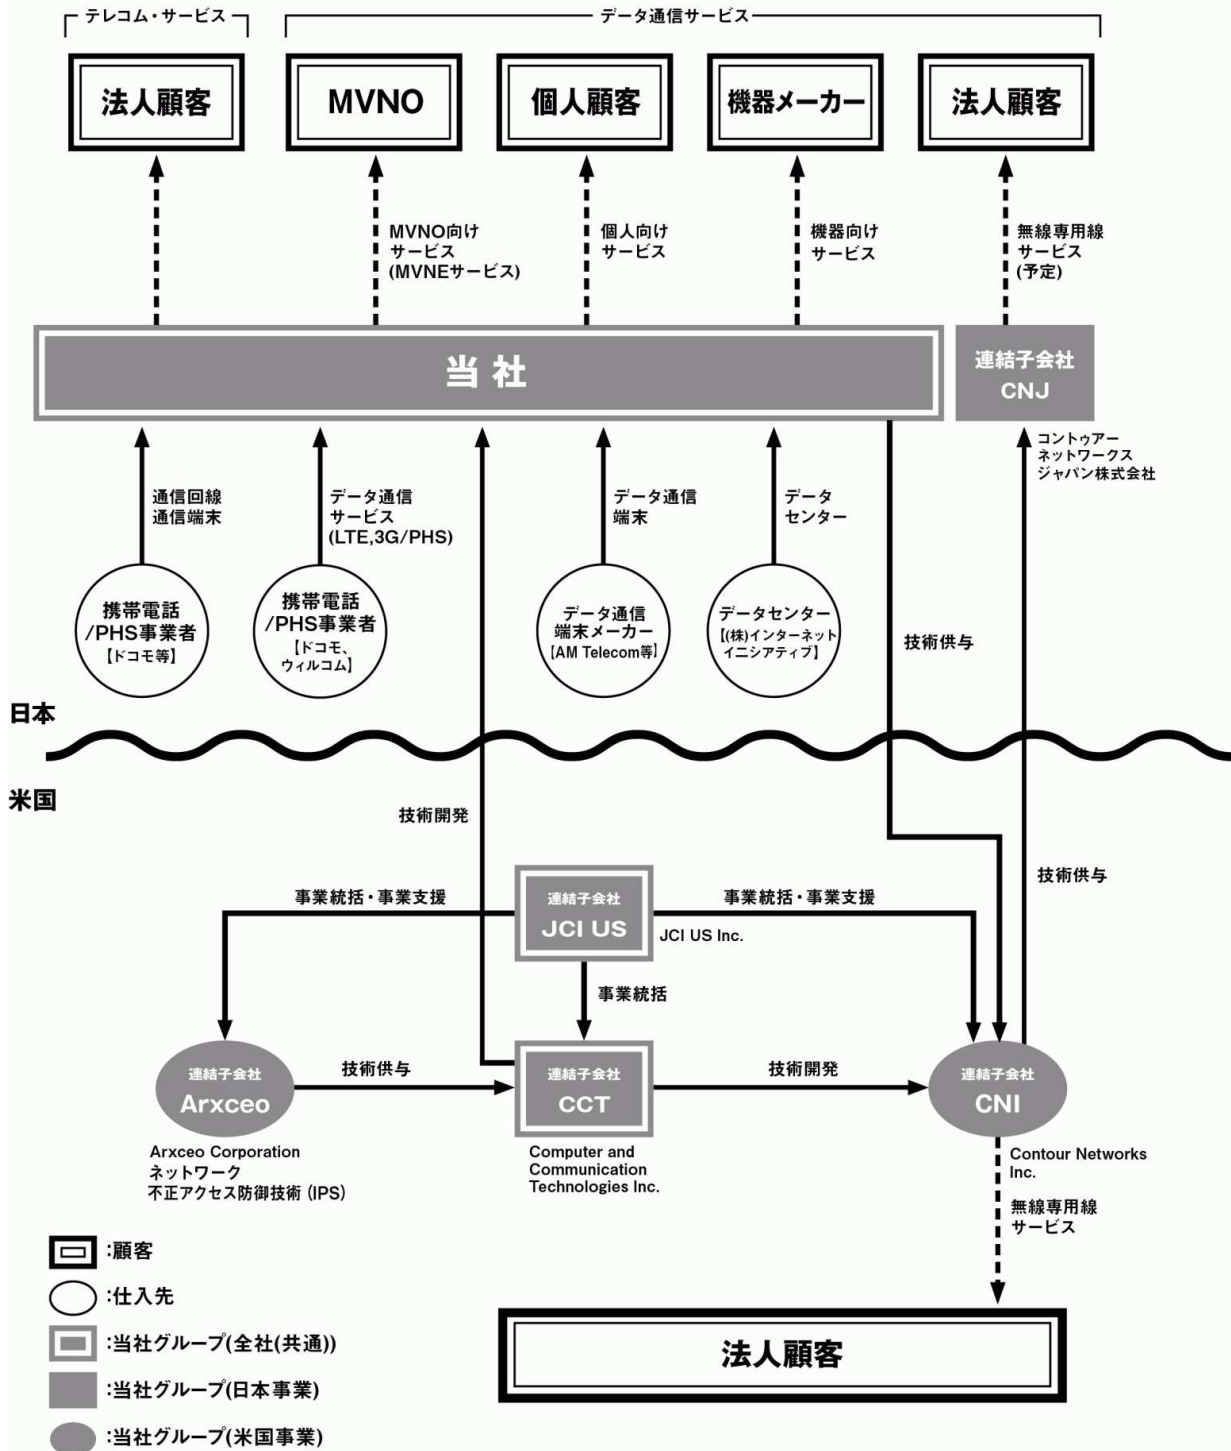 テレコム・サービス
データ通信サービス
法人顧客
MVNO
個人顧客
機器メーカー
法人顧客
MVNO向け
サービス
(MVNEサービス)
個人向け
サービス
機器向け
サービス
無線専用線
サービス
(予定)
当社
連結子会社
CNJ
コントゥアー
ネットワークス
ジャパン株式会社
通信回線
通信端末
データ通信
サービス
(LTE,3G/PHS)
データ通信
端末
データ
センター
携帯電話
/PHS事業者
【ドコモ等】
携帯電話
/PHS事業者
【ドコモ、
ウィルコム】
データ通信
端末メーカー
【AM Telecom等】
データセンター
【(株)インターネット
イニシアティブ】
技術供与
日本
米国
技術開発
技術供与
事業統括・事業支援
連結子会社
JCI US
JCI US Inc.
事業統括・事業支援
事業統括
連結子会社
Arxceo
技術供与
連結子会社
CCT
技術開発
連結子会社
CNI
Arxceo Corporation
ネットワーク
不正アクセス防御技術 (IPS)
Computer and
Communication
Technologies Inc.
Contour Networks
Inc.
無線専用線
サービス
:顧客
:仕入先
:当社グループ(全社(共通))
:当社グループ(日本事業)
:当社グループ(米国事業)
法人顧客